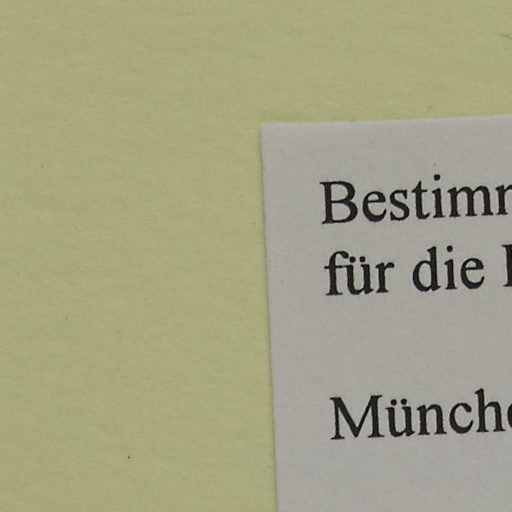 Bestimm
für die
Münche